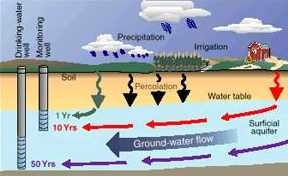 Drinking-water
well
Monitoring
well
Precipitation
Irrigation
Soil
Percolation
Water table
1 Yr
10 Yrs
Surficial
aquifer
Ground-water flow
50 Yrs